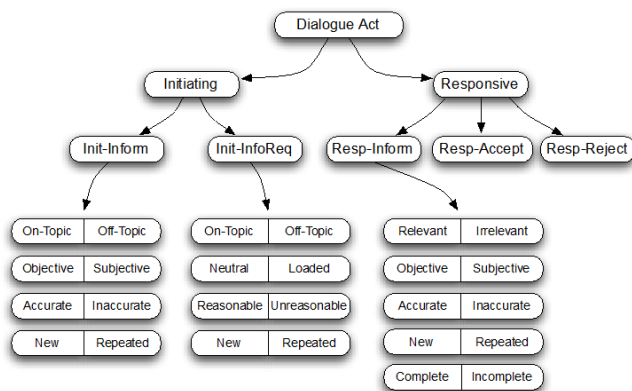 Dialogue Act
Initiating
Responsive
Init-Inform
Init-InfoReq
Resp-Inform
Resp-Accept
Resp-Reject
On-Topic Off-Topic
Objective Subjective
Accurate Inaccurate
New Repeated
On-Topic Off-Topic
Neutral Loaded
Reasonable Unreasonable
New Repeated
Relevant Irrelevant
Objective Subjective
Accurate Inaccurate
New Repeated
Complete Incomplete